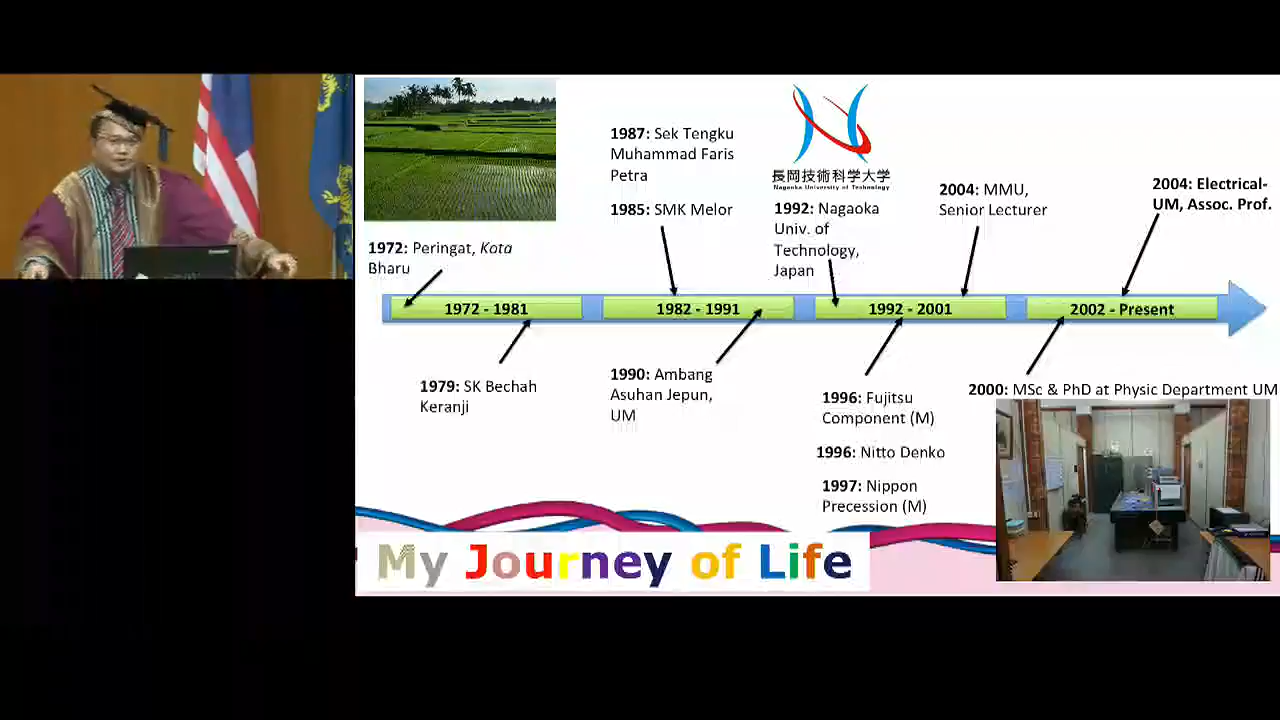 長岡技術科学大学
Nagaoka University of Technology
1987: Sek Tengku
Muhammad Faris
Petra
1985: SMK Melor
1992: Nagaoka
Univ. of
Technology,
Japan
2004: MMU,
Senior Lecturer
2004: Electrical-
UM, Assoc. Prof.
1972: Peringat, Kota
Bharu
1972 - 1981
1982 - 1991
1992 - 2001
2002 - Present
1979: SK Bechah
Keranji
1990: Ambang
Asuhan Jepun,
UM
1996: Fujitsu
Component (M)
1996: Nitto Denko
1997: Nippon
Precession (M)
2000: MSc & PhD at Physic Department UM
My Journey of Life